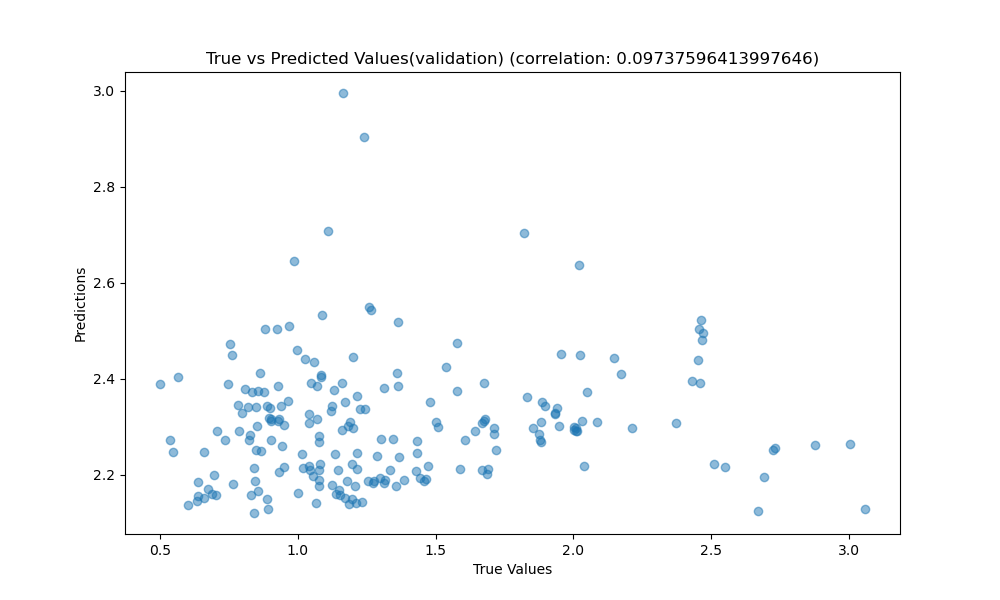 True vs Predicted Values(validation) (correlation: 0.09737596413997646)
3.0
2.8
2.6
2.4
2.2
Predictions
0.5 1.0 1.5 2.0 2.5 3.0
True Values